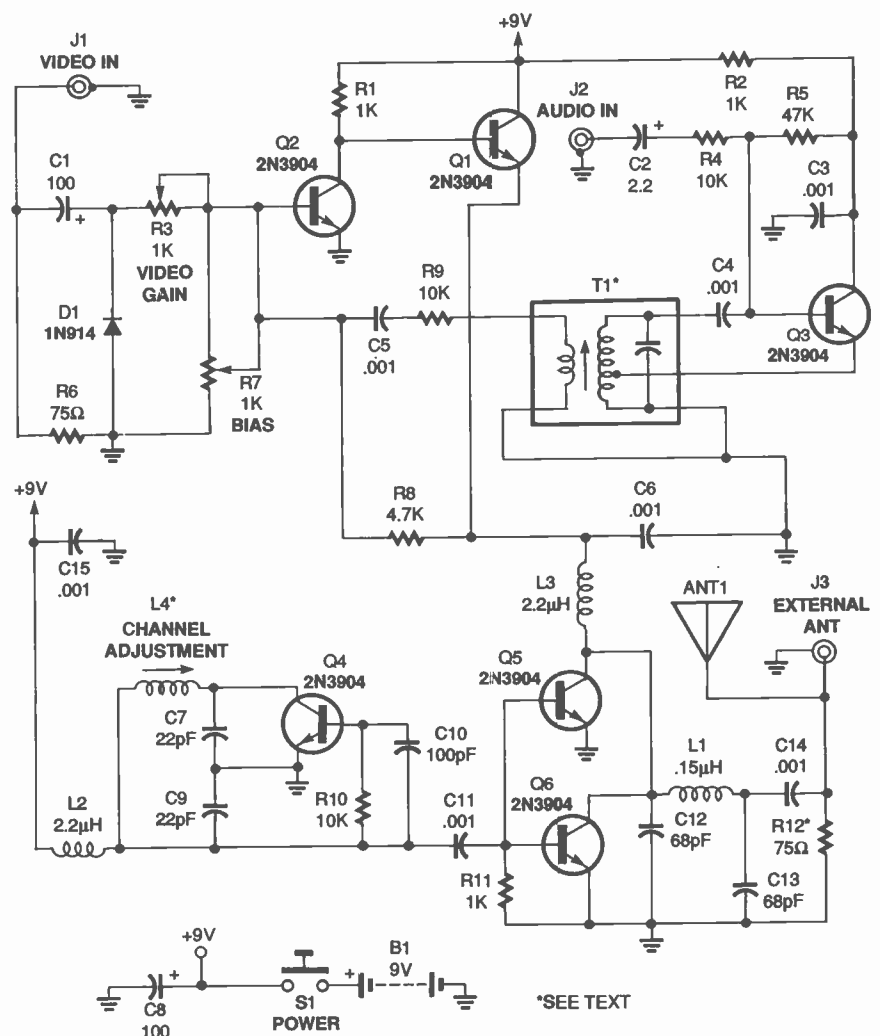 J1
VIDEO IN
+9V
R1
1K
J2
AUDIO IN
R2
1K
R5
47K
Q2
2N3904
Q1
2N3904
C2
2.2
+
R4
10K
C3
.001
C1
100
+
R3
1K
VIDEO
GAIN
R9
10K
T1*
C4
.001
Q3
2N3904
D1
1N914
C5
.001
R7
1K
BIAS
R6
75Ω
+9V
R8
4.7K
C6
.001
C15
.001
L3
2.2µH
ANT1
J3
EXTERNAL
ANT
L4*
CHANNEL
ADJUSTMENT
Q4
2N3904
Q5
2N3904
C7
22pF
C10
100pF
L1
.15µH
C14
.001
C9
22pF
R10
10K
C11
.001
Q6
2N3904
C12
68pF
R12*
75Ω
L2
2.2µH
R11
1K
C13
68pF
+9V
+
C8
100
S1
POWER
+
B1
9V
*SEE TEXT